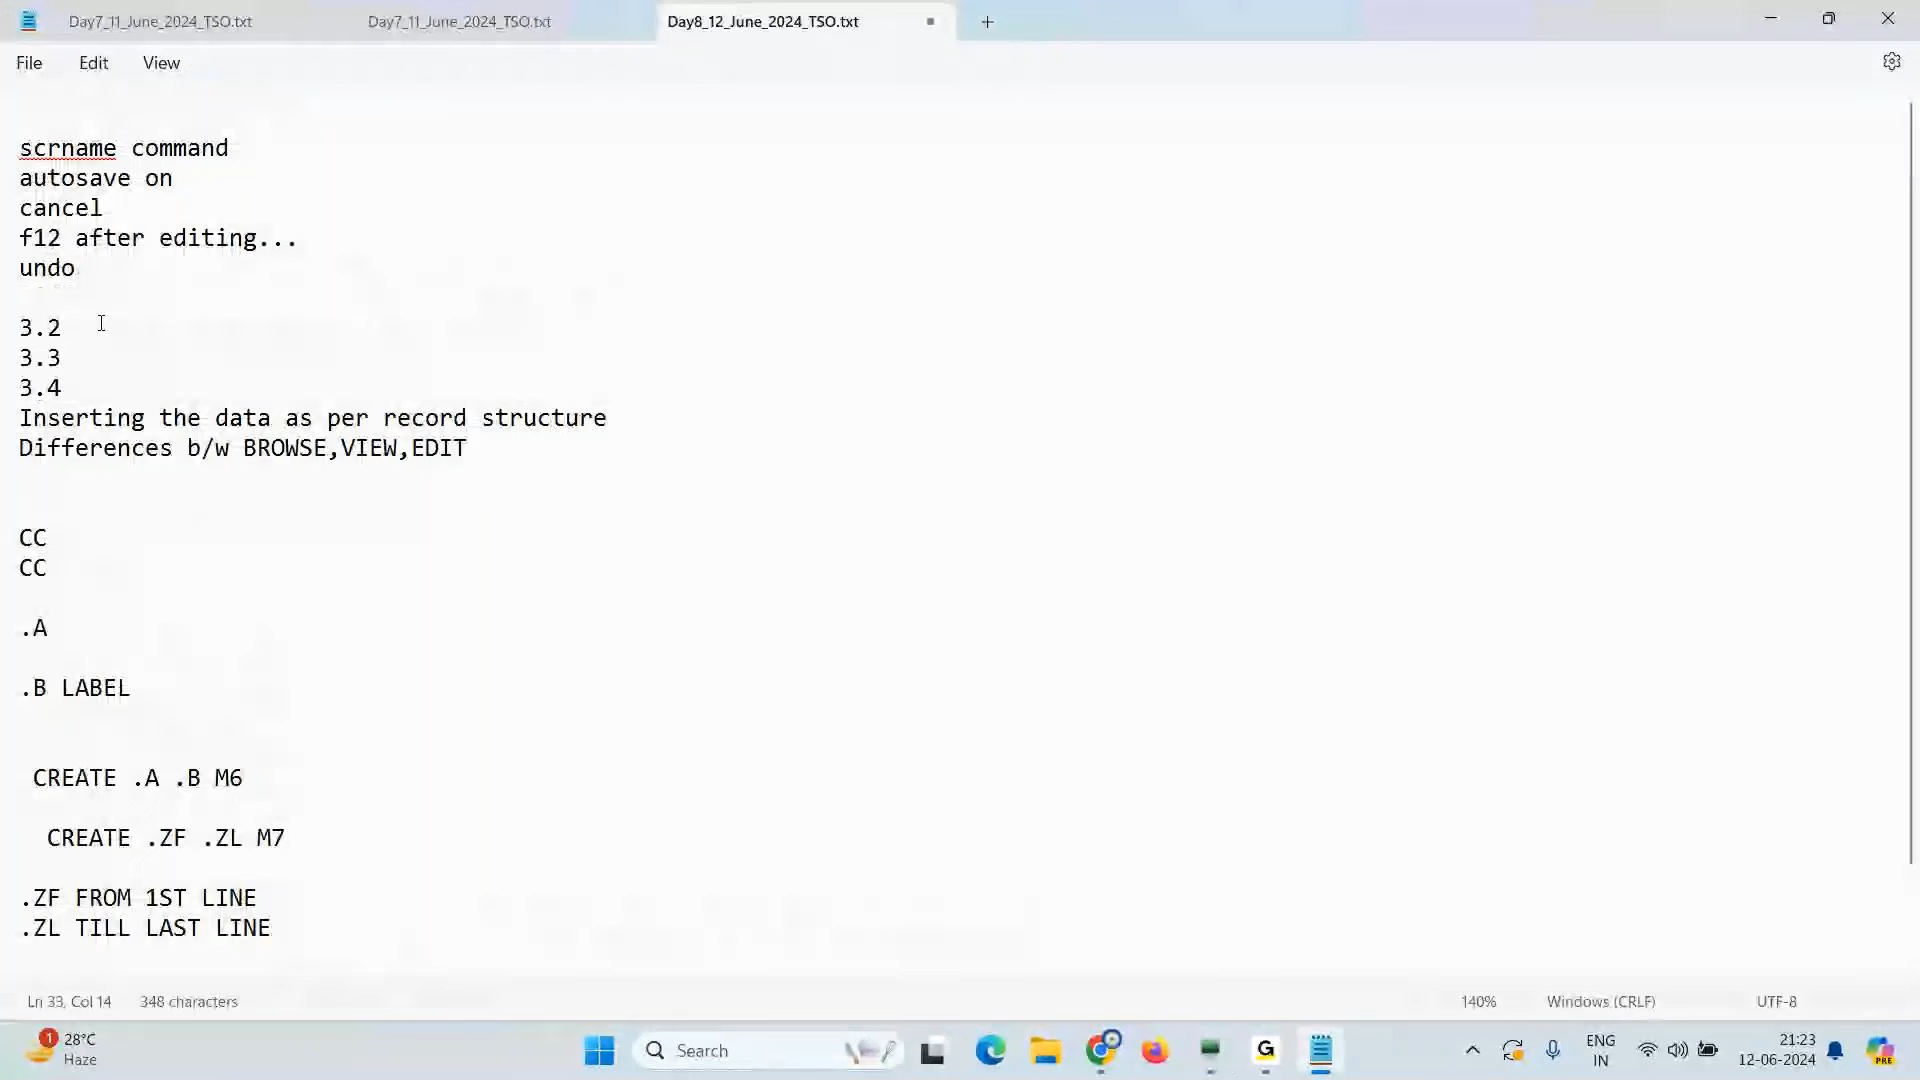 Day7_11_June_2024_TSO.txt
Day7_11_June_2024_TSO.txt
Day8_12_June_2024_TSO.txt
File
Edit
View
scrname command
autosave on
cancel
f12 after editing...
undo
3.2
3.3
3.4
Inserting the data as per record structure
Differences b/w BROWSE,VIEW,EDIT
CC
CC
.A
.B LABEL
CREATE .A .B M6
CREATE .ZF .ZL M7
.ZF FROM 1ST LINE
.ZL TILL LAST LINE
Ln 33, Col 14
348 characters
140%
Windows (CRLF)
UTF-8
1
28°C
Haze
Search
G
ENG
IN
21:23
12-06-2024
PRE